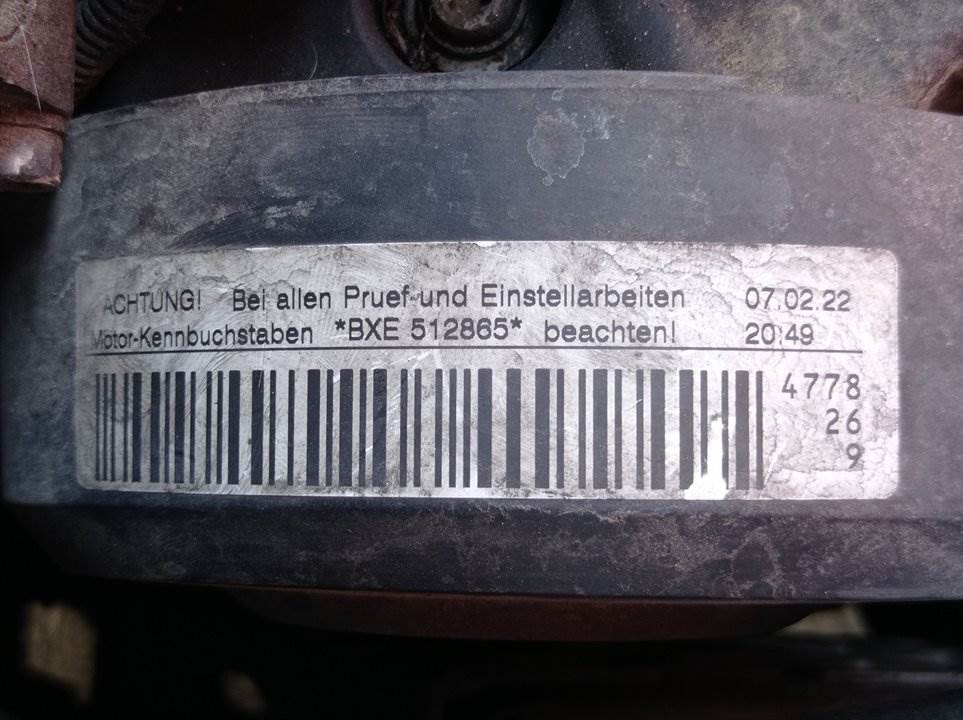 ACHTUNG! Bei allen Pruef-und Einstellarbeiten 07.02.22
Motor-Kennbuchstaben *BXE 512865* beachten! 20:49
4778
26
9